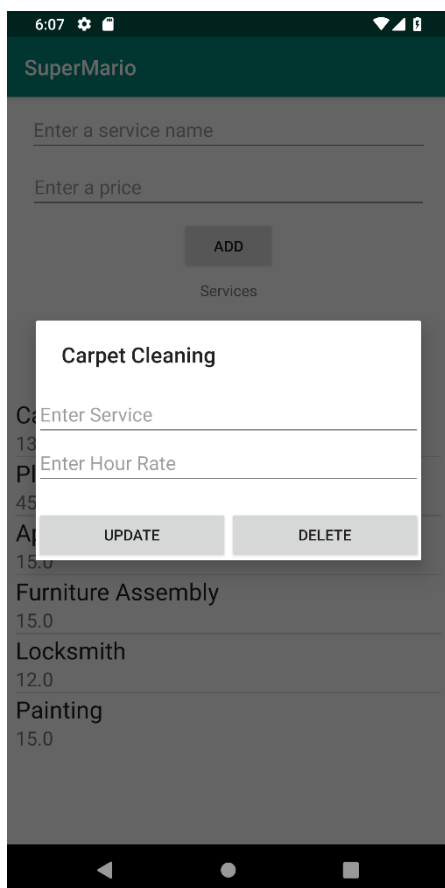 6:07
SuperMario
Enter a service name
Enter a price
ADD
Services
Carpet Cleaning
Enter Service
Enter Hour Rate
UPDATE DELETE
15.0
Furniture Assembly
15.0
Locksmith
12.0
Painting
15.0